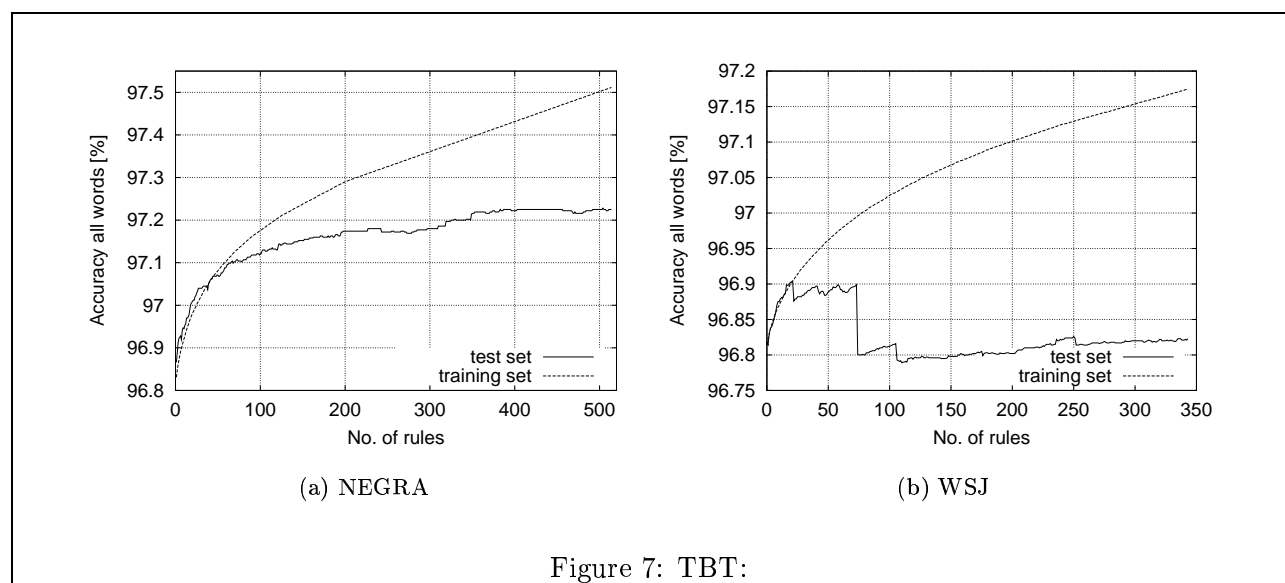 Accuracy all words [%]
97.5
97.4
97.3
97.2
97.1
97
96.9
96.8
0 100 200 300 400 500
No. of rules
test set
training set
(a) NEGRA
Accuracy all words [%]
97.2
97.15
97.1
97.05
97
96.95
96.9
96.85
96.8
96.75
0 50 100 150 200 250 300 350
No. of rules
test set
training set
(b) WSJ
Figure 7: TBT: